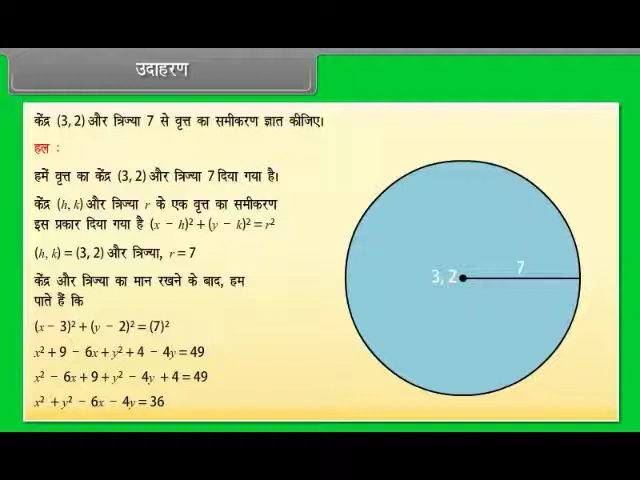 उदाहरण
केंद्र (3, 2) और त्रिज्या 7 से वृत्त का समीकरण ज्ञात कीजिए।
हल :
हमें वृत्त का केंद्र (3, 2) और त्रिज्या 7 दिया गया है।
केंद्र (h, k) और त्रिज्या r के एक वृत्त का समीकरण
इस प्रकार दिया गया है (x − h)² + (y − k)² = r²
(h, k) = (3, 2) और त्रिज्या, r = 7
केंद्र और त्रिज्या का मान रखने के बाद, हम
पाते हैं कि
(x − 3)² + (y − 2)² = (7)²
x² + 9 − 6x + y² + 4 − 4y = 49
x² − 6x + 9 + y² − 4y + 4 = 49
x² + y² − 6x − 4y = 36
7
3, 2